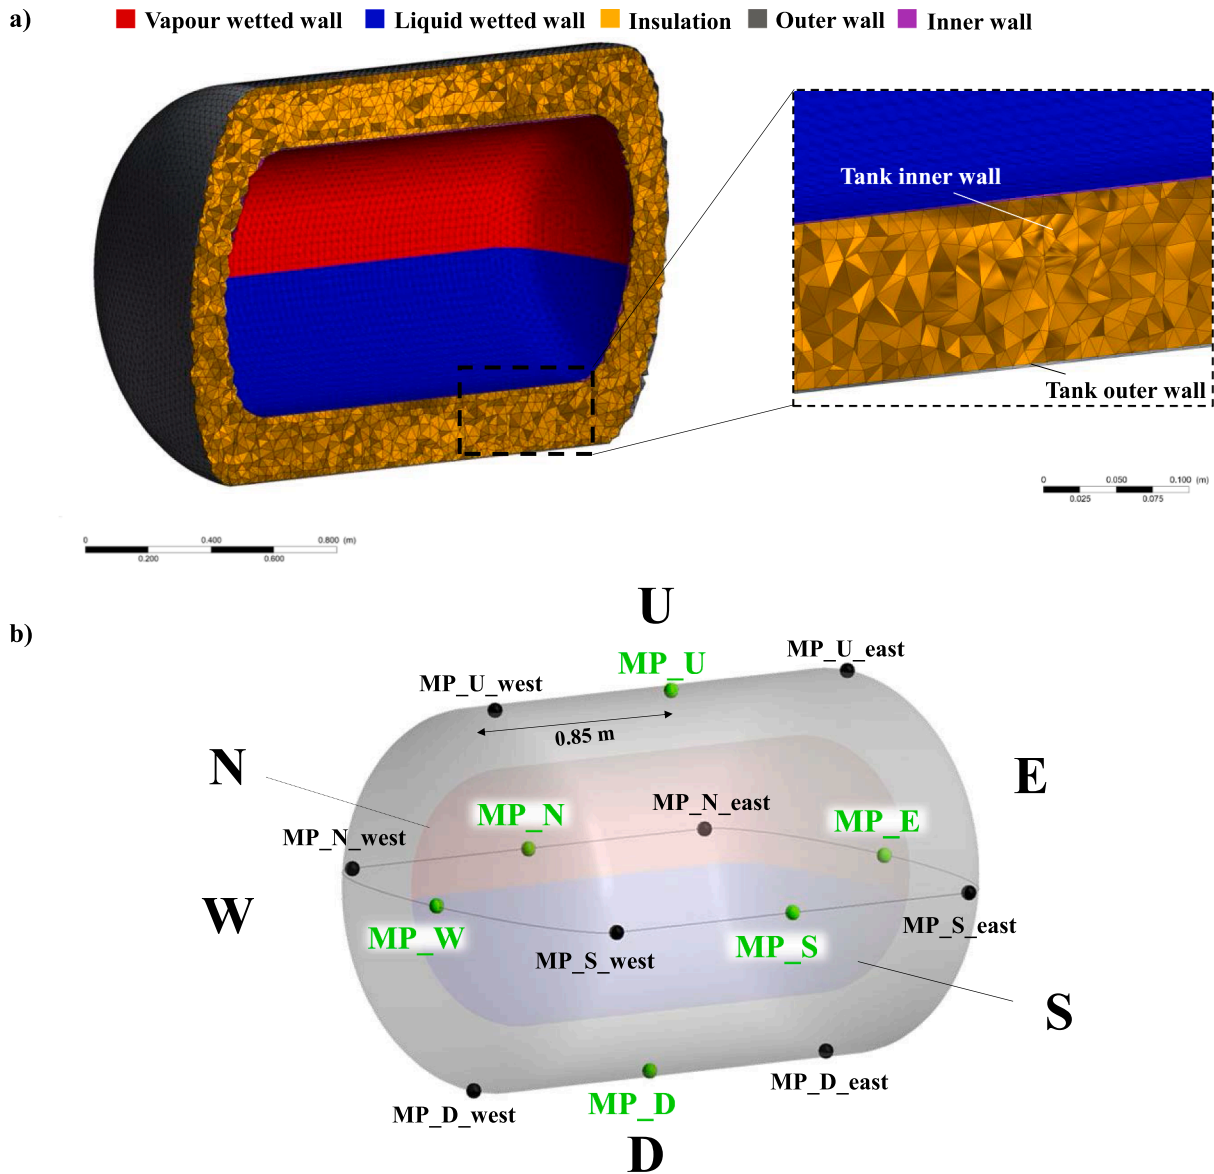 a)
Vapour wetted wall
Liquid wetted wall
Insulation
Outer wall
Inner wall
Tank inner wall
Tank outer wall
0 0.050 0.100 (m)
0.025 0.075
0 0.400 0.800 (m)
0.200 0.600
b)
U
MP_U_east
MP_U
MP_U_west
0.85 m
N
E
MP_N_east
MP_N
MP_E
MP_N_west
W
MP_S_east
MP_W
MP_S
MP_S_west
S
MP_D_east
MP_D
MP_D_west
D